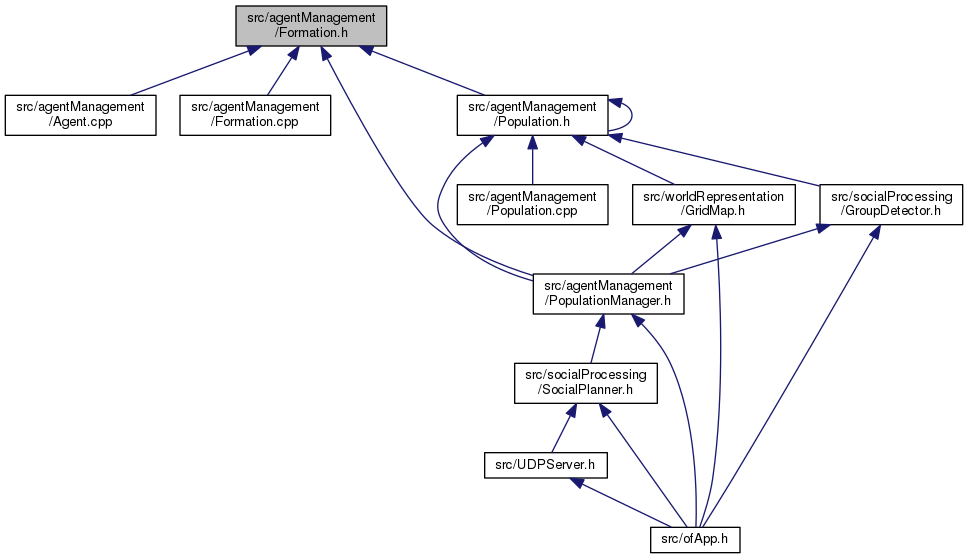 src/agentManagement
/Formation.h
src/agentManagement
/Agent.cpp
src/agentManagement
/Formation.cpp
src/agentManagement
/Population.h
src/agentManagement
/Population.cpp
src/worldRepresentation
/GridMap.h
src/socialProcessing
/GroupDetector.h
src/agentManagement
/PopulationManager.h
src/socialProcessing
/SocialPlanner.h
src/UDPServer.h
src/ofApp.h